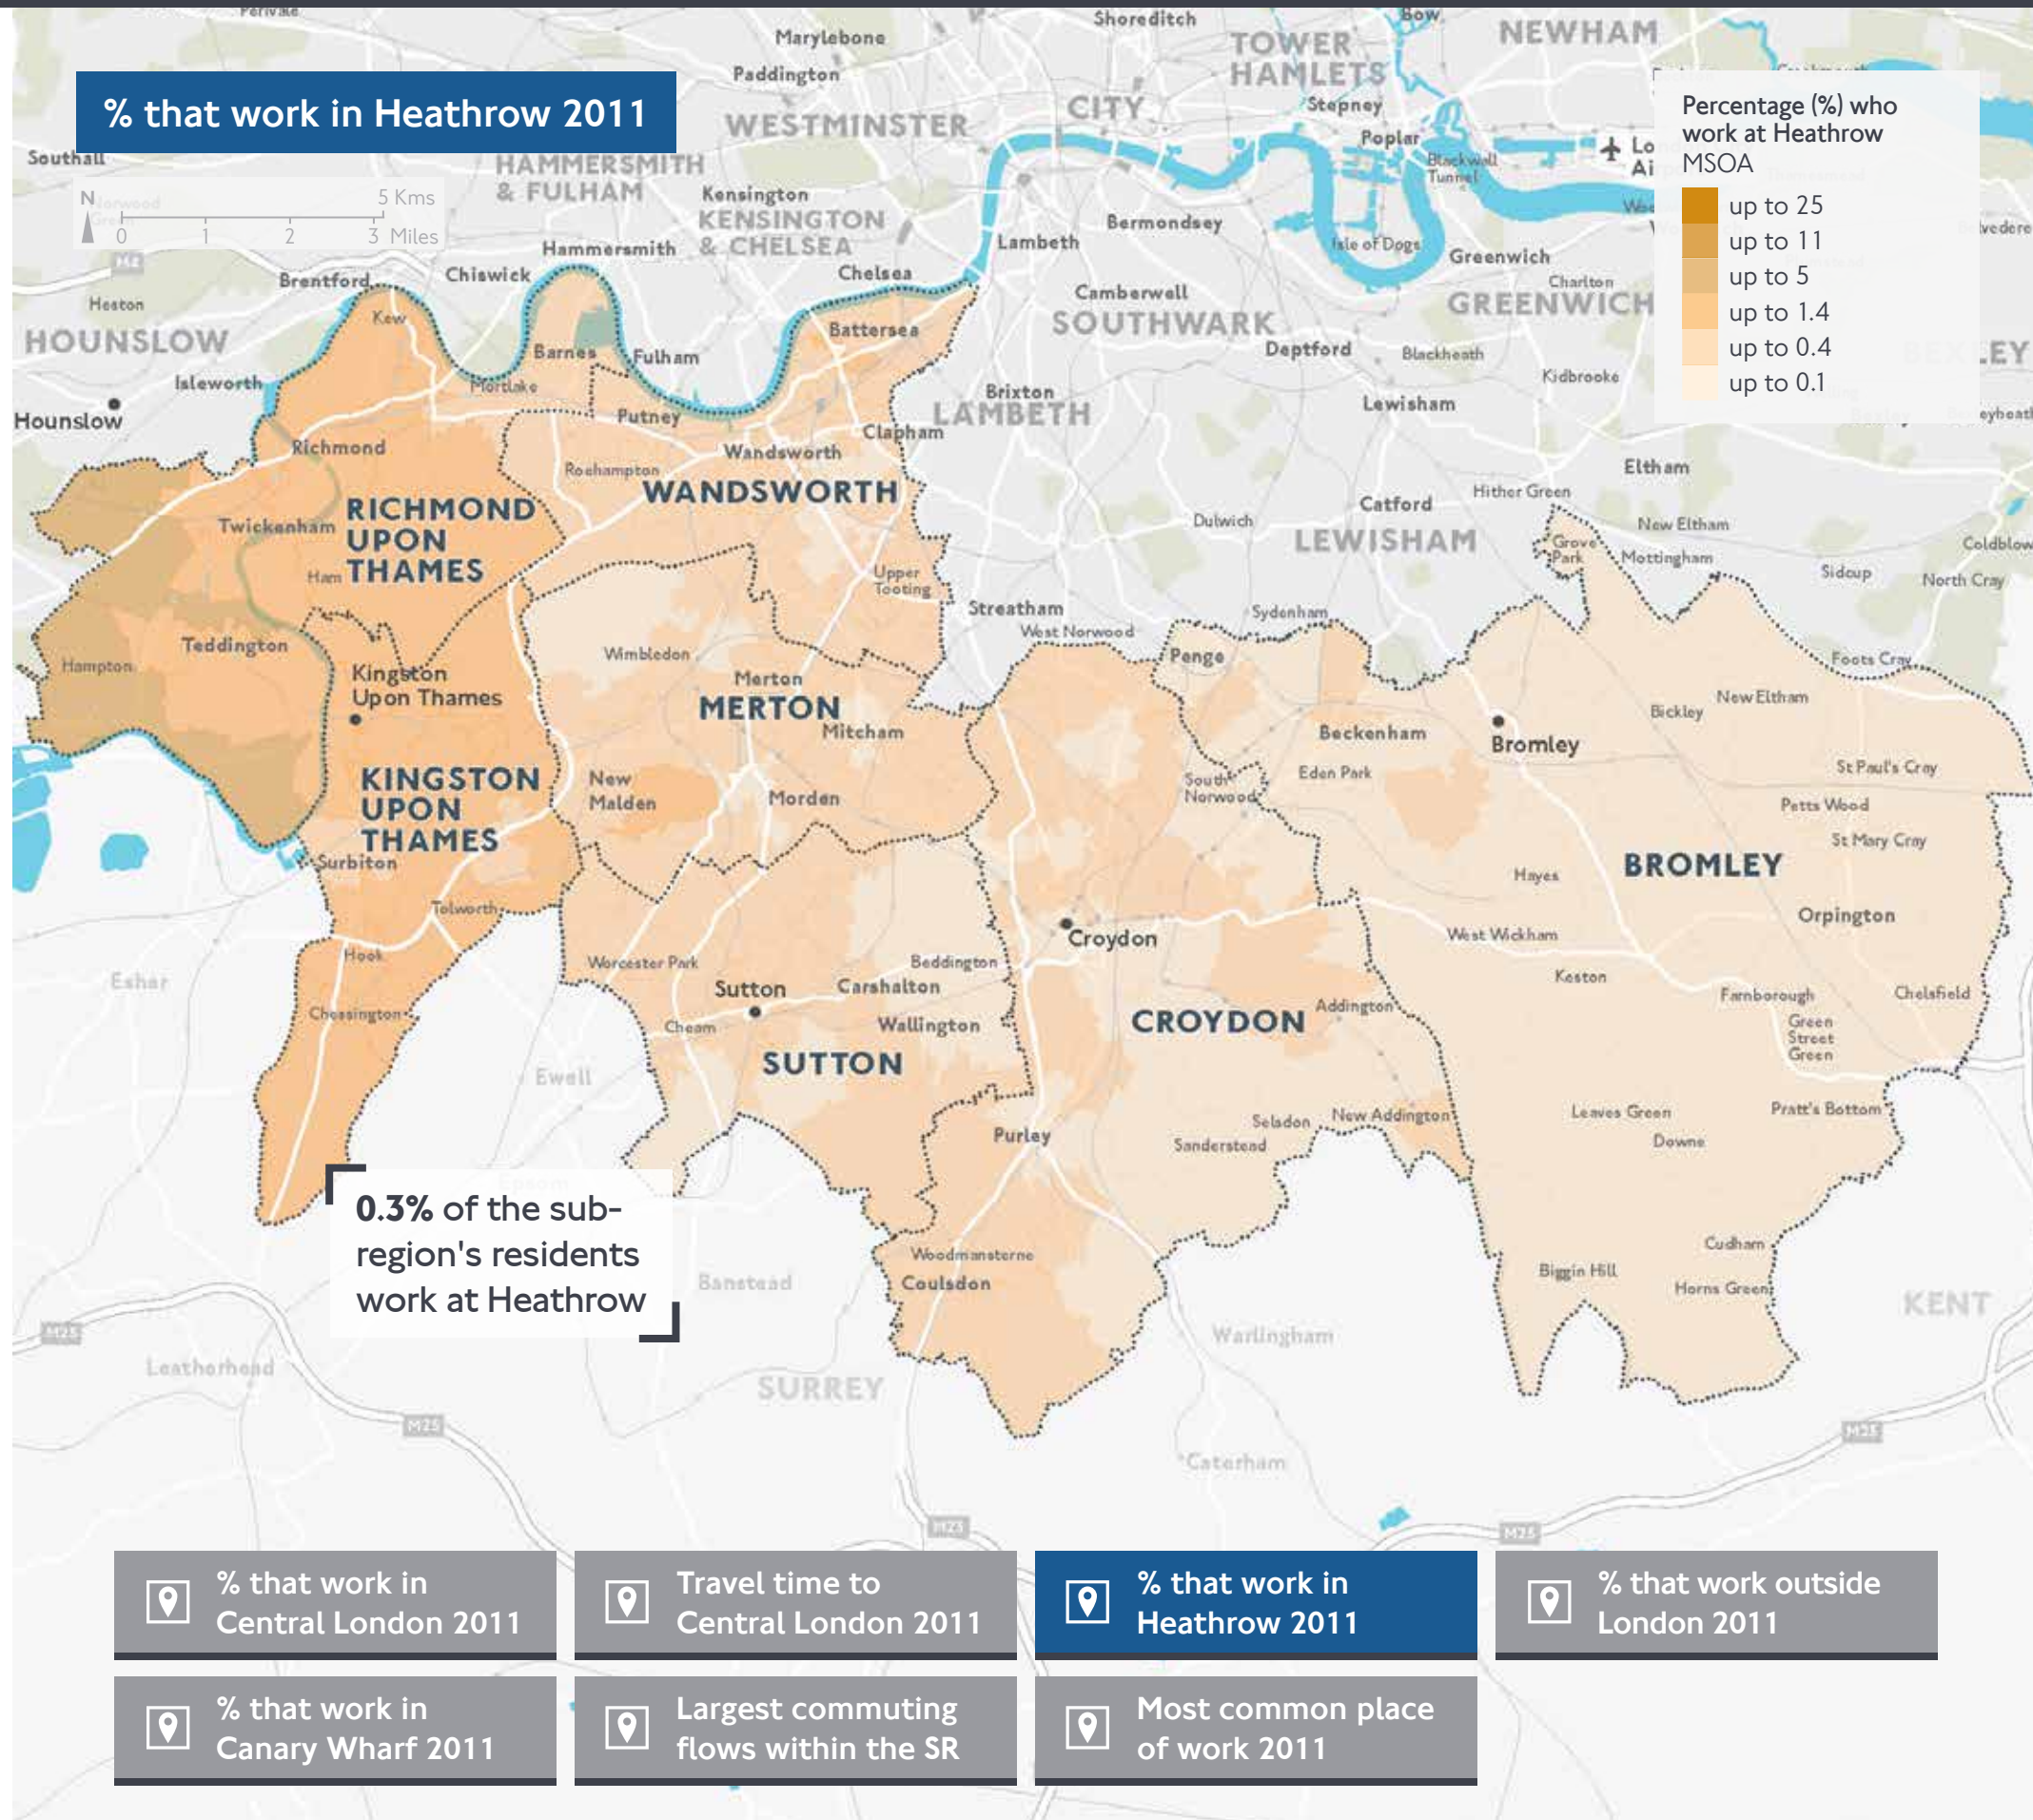 % that work in Heathrow 2011
Percentage (%) who
work at Heathrow
MSOA
up to 25
up to 11
up to 5
up to 1.4
up to 0.4
up to 0.1
N
5 Kms
0 1 2 3 Miles
Perivale
Marylebone
Paddington
Shoreditch
Bow
TOWER
HAMLETS
NEWHAM
Stepney
Poplar
Blackwall
Tunnel
CITY
WESTMINSTER
Southall
Norwood
HAMMERSMITH
& FULHAM
Kensington
KENSINGTON
& CHELSEA
Hammersmith
Chelsea
Lambeth
Bermondsey
Isle of Dogs
Greenwich
Charlton
GREENWICH
Camberwell
SOUTHWARK
Deptford
Blackheath
Kidbrooke
Brentford
Chiswick
Heston
HOUNSLOW
Isleworth
Hounslow
Kew
Barnes
Mortlake
Fulham
Battersea
Putney
Brixton
LAMBETH
Clapham
Lewisham
Richmond
Roehampton
Wandsworth
WANDSWORTH
RICHMOND
UPON
THAMES
Twickenham
Ham
Eltham
Hither Green
Catford
Dulwich
LEWISHAM
New Eltham
Grove
Park
Mottingham
Sidcup
North Cray
Upper
Tooting
Streatham
West Norwood
Sydenham
Penge
Foots Cray
Teddington
Hampton
Kingston
Upon Thames
Wimbledon
Merton
MERTON
Mitcham
New Eltham
Bickley
Beckenham
Bromley
KINGSTON
UPON
THAMES
New
Malden
Morden
South
Norwood
Eden Park
St Paul's Cray
Petts Wood
St Mary Cray
Surbiton
BROMLEY
Hayes
Tolworth
Orpington
Hook
West Wickham
Croydon
Worcester Park
Beddington
Sutton
Carshalton
Keston
Farnborough
Chelsfield
Green
Street
Green
Esher
Chessington
Cheam
Wallington
CROYDON
Addington
SUTTON
Ewell
Epsom
Purley
Selsdon
New Addington
Sanderstead
Leaves Green
Pratt's Bottom
Downe
0.3% of the sub-
region's residents
work at Heathrow
Woodmansterne
Coulsdon
Banstead
Cudham
Biggin Hill
Horns Green
KENT
Warlingham
M25
Leatherhead
SURREY
M25
M25
Caterham
M25
% that work in
Central London 2011
Travel time to
Central London 2011
% that work in
Heathrow 2011
% that work outside
London 2011
% that work in
Canary Wharf 2011
Largest commuting
flows within the SR
Most common place
of work 2011